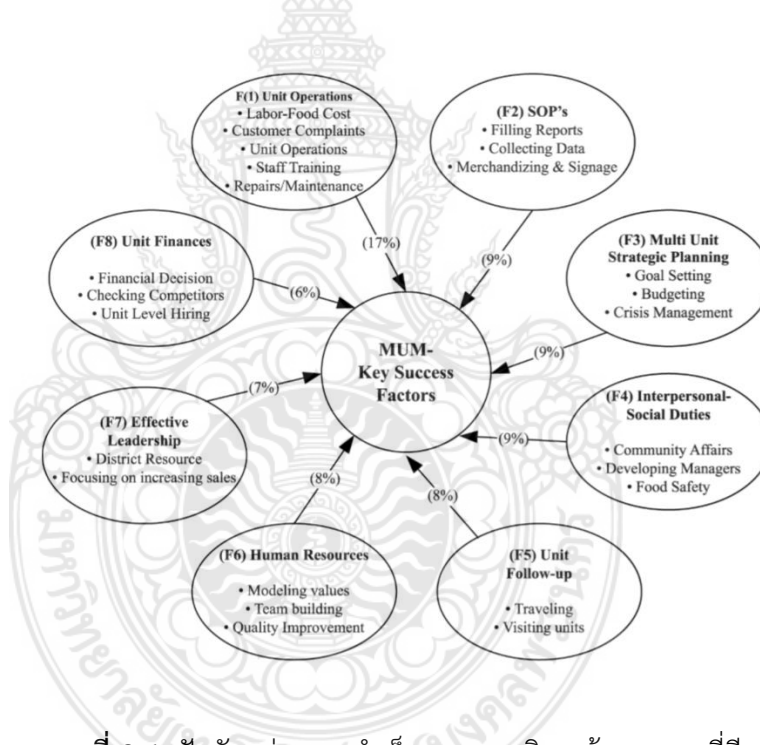 F(1) Unit Operations
• Labor-Food Cost
• Customer Complaints
• Unit Operations
• Staff Training
• Repairs/Maintenance
(F2) SOP's
• Filling Reports
• Collecting Data
• Merchandizing & Signage
(F8) Unit Finances
• Financial Decision
• Checking Competitors
• Unit Level Hiring
(17%)
(9%)
(F3) Multi Unit
Strategic Planning
• Goal Setting
• Budgeting
• Crisis Management
(6%)
MUM-
Key Success
Factors
(9%)
(F7) Effective
Leadership
• District Resource
• Focusing on increasing sales
(7%)
(F4) Interpersonal-
Social Duties
• Community Affairs
• Developing Managers
• Food Safety
(9%)
(8%)
(8%)
(F6) Human Resources
• Modeling values
• Team building
• Quality Improvement
(F5) Unit
Follow-up
• Traveling
• Visiting units